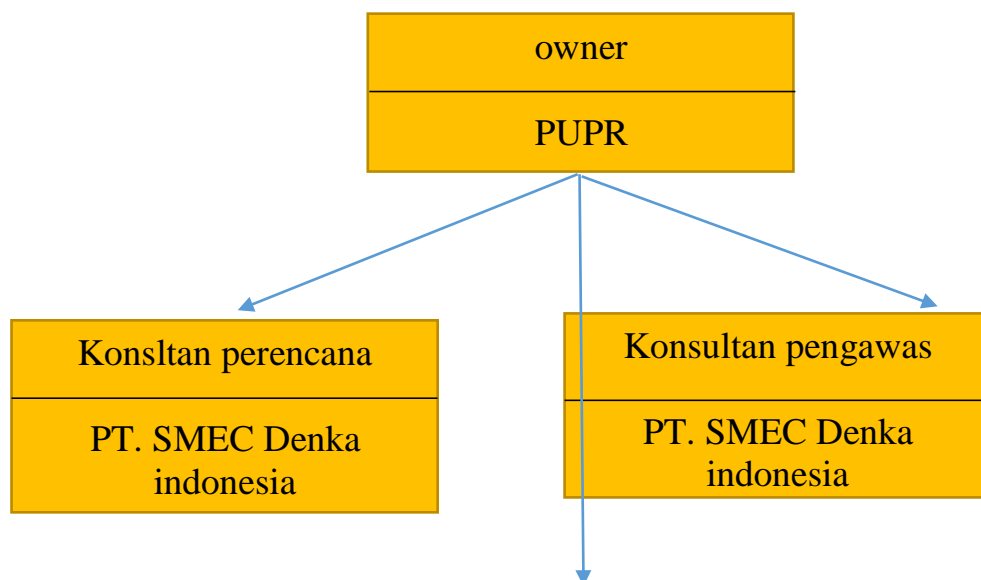 owner
PUPR
Konsltan perencana
PT. SMEC Denka
indonesia
Konsultan pengawas
PT. SMEC Denka
indonesia